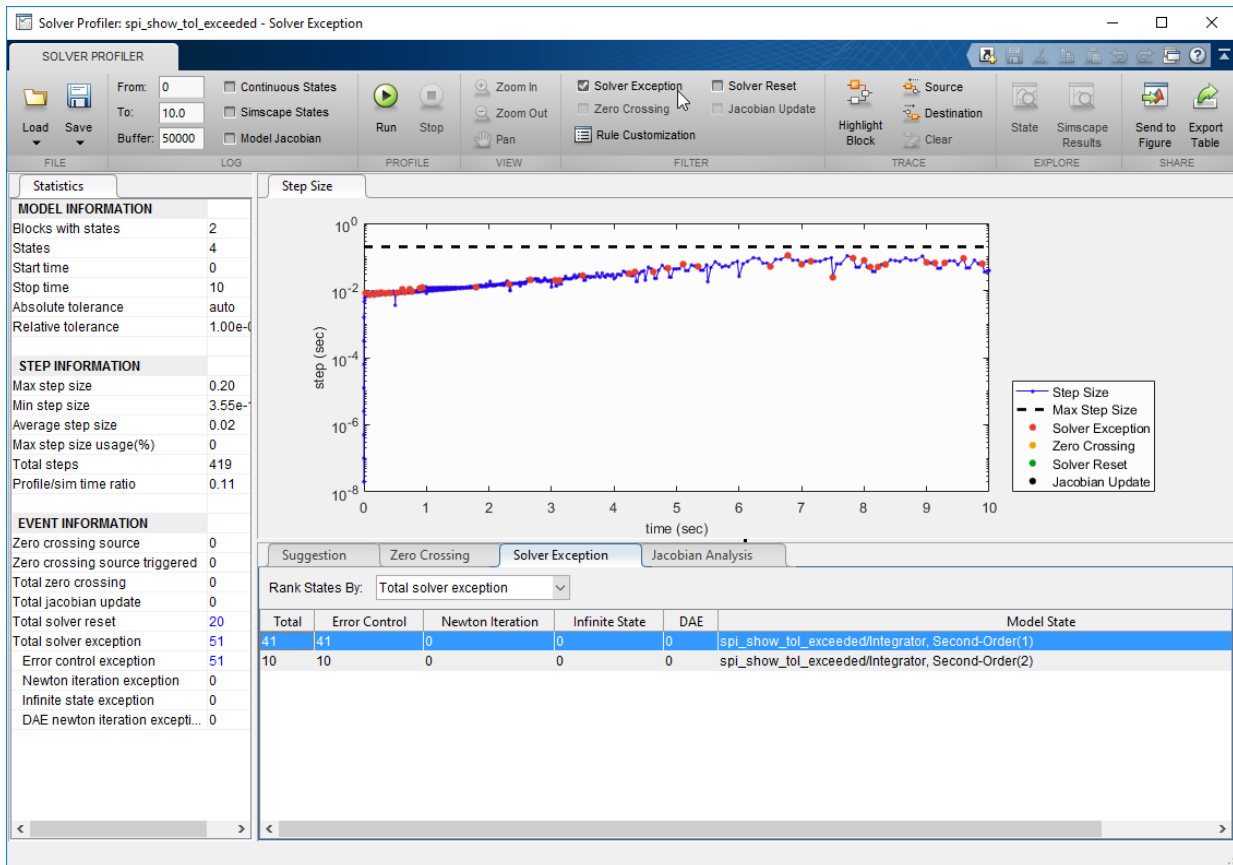 Solver Profiler: spi_show_tol_exceeded - Solver Exception
SOLVER PROFILER
Load
Save
FILE
From: 0
To: 10.0
Buffer: 50000
Continuous States
Simscape States
Model Jacobian
LOG
Run
Stop
PROFILE
Zoom In
Zoom Out
Pan
VIEW
Solver Exception
Solver Reset
Zero Crossing
Jacobian Update
Rule Customization
FILTER
Highlight
Block
Source
Destination
Clear
TRACE
State
Simscape
Results
EXPLORE
Send to
Figure
Export
Table
SHARE
Statistics
MODEL INFORMATION
Blocks with states 2
States 4
Start time 0
Stop time 10
Absolute tolerance auto
Relative tolerance 1.00e-0
STEP INFORMATION
Max step size 0.20
Min step size 3.55e-1
Average step size 0.02
Max step size usage(%) 0
Total steps 419
Profile/sim time ratio 0.11
EVENT INFORMATION
Zero crossing source 0
Zero crossing source triggered 0
Total zero crossing 0
Total jacobian update 0
Total solver reset 20
Total solver exception 51
Error control exception 51
Newton iteration exception 0
Infinite state exception 0
DAE newton iteration excepti... 0
Step Size
step (sec)
10^0
10^-2
10^-4
10^-6
10^-8
0 1 2 3 4 5 6 7 8 9 10
time (sec)
Step Size
Max Step Size
Solver Exception
Zero Crossing
Solver Reset
Jacobian Update
Suggestion
Zero Crossing
Solver Exception
Jacobian Analysis
Rank States By: Total solver exception
Total Error Control Newton Iteration Infinite State DAE Model State
41 41 0 0 0 spi_show_tol_exceeded/Integrator, Second-Order(1)
10 10 0 0 0 spi_show_tol_exceeded/Integrator, Second-Order(2)